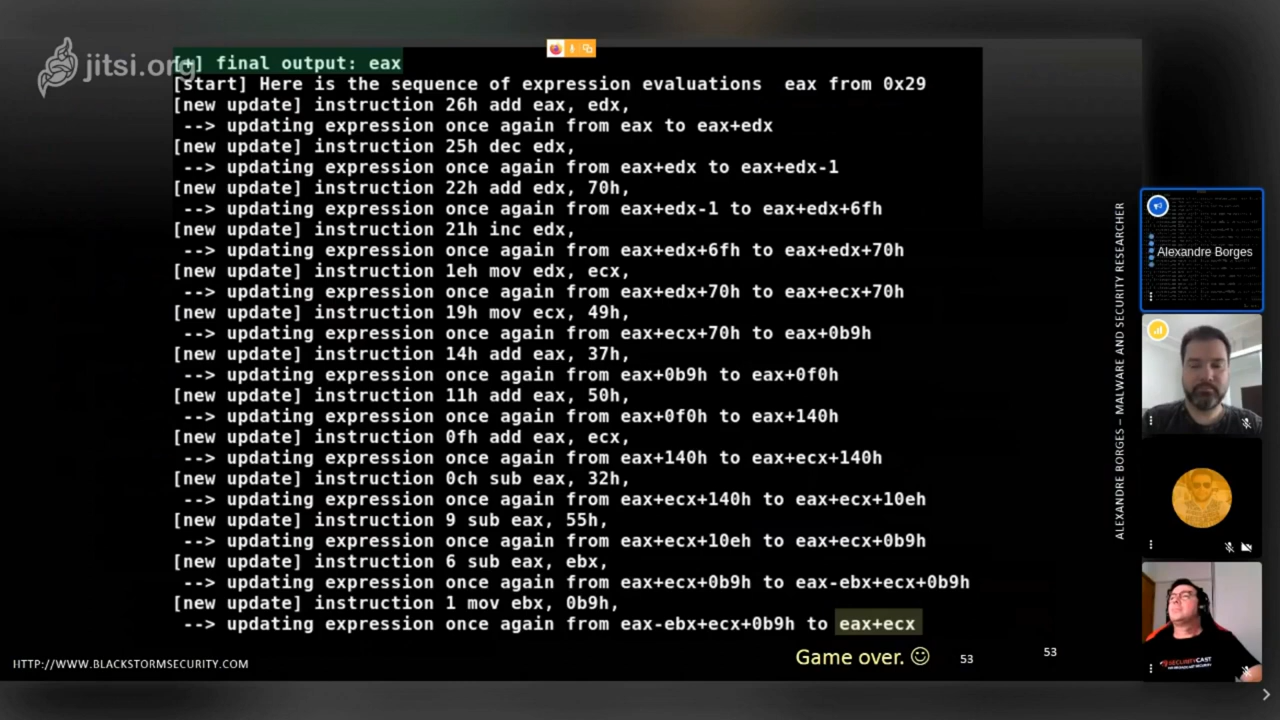 jitsi.org
[+] final output: eax
[start] Here is the sequence of expression evaluations  eax from 0x29
[new update] instruction 26h add eax, edx,
--> updating expression once again from eax to eax+edx
[new update] instruction 25h dec edx,
--> updating expression once again from eax+edx to eax+edx-1
[new update] instruction 22h add edx, 70h,
--> updating expression once again from eax+edx-1 to eax+edx+6fh
[new update] instruction 21h inc edx,
--> updating expression once again from eax+edx+6fh to eax+edx+70h
[new update] instruction 1eh mov edx, ecx,
--> updating expression once again from eax+edx+70h to eax+ecx+70h
[new update] instruction 19h mov ecx, 49h,
--> updating expression once again from eax+ecx+70h to eax+0b9h
[new update] instruction 14h add eax, 37h,
--> updating expression once again from eax+0b9h to eax+0f0h
[new update] instruction 11h add eax, 50h,
--> updating expression once again from eax+0f0h to eax+140h
[new update] instruction 0fh add eax, ecx,
--> updating expression once again from eax+140h to eax+ecx+140h
[new update] instruction 0ch sub eax, 32h,
--> updating expression once again from eax+ecx+140h to eax+ecx+10eh
[new update] instruction 9 sub eax, 55h,
--> updating expression once again from eax+ecx+10eh to eax+ecx+0b9h
[new update] instruction 6 sub eax, ebx,
--> updating expression once again from eax+ecx+0b9h to eax-ebx+ecx+0b9h
[new update] instruction 1 mov ebx, 0b9h,
--> updating expression once again from eax-ebx+ecx+0b9h to eax+ecx
Game over. ☺
53
53
HTTP://WWW.BLACKSTORMSECURITY.COM
ALEXANDRE BORGES – MALWARE AND SECURITY RESEARCHER
Alexandre Borges
SECURITYCAST